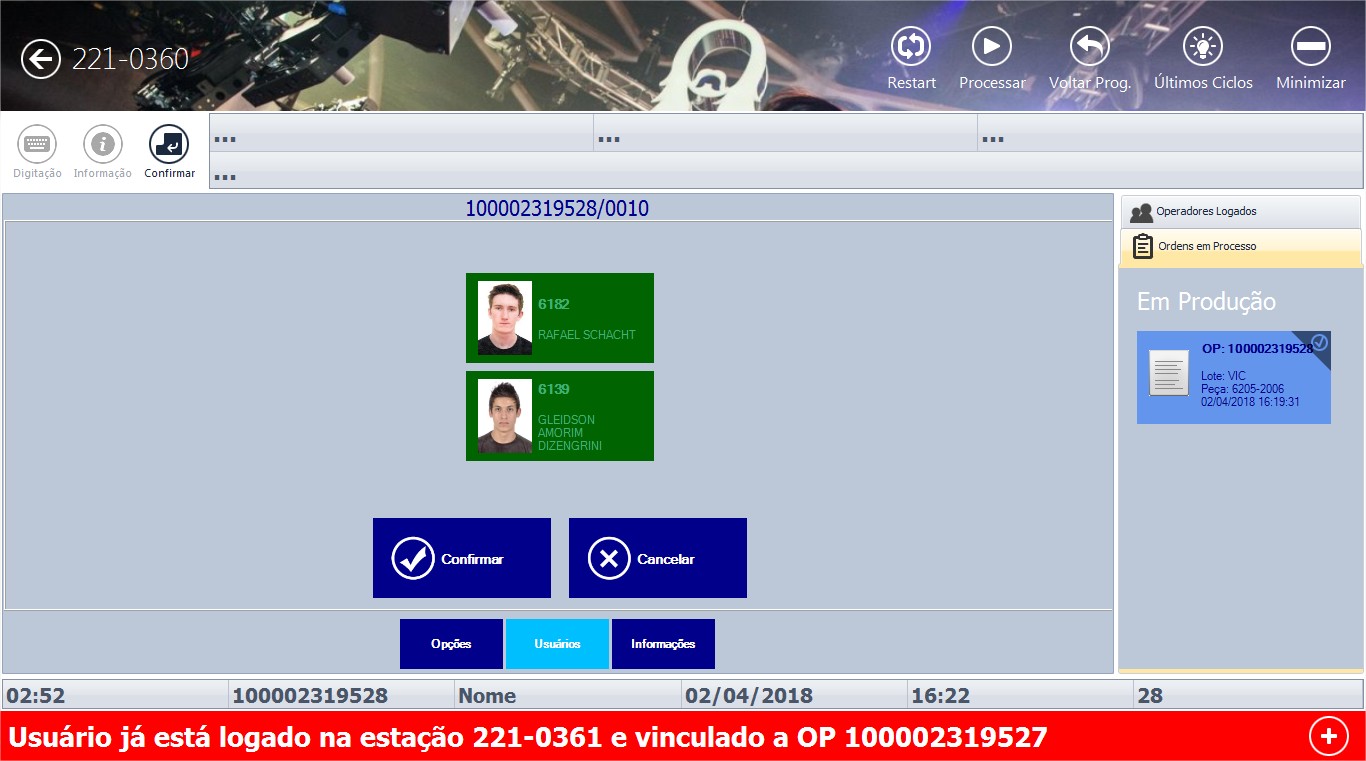 221-0360
Restart
Processar
Voltar Prog.
Últimos Ciclos
Minimizar
Digitação
Informação
Confirmar
...
...
...
...
100002319528/0010
6182
RAFAEL SCHACHT
6139
GLEIDSON
AMORIM
DIZENGRINI
Confirmar
Cancelar
Opções
Usuários
Informações
Operadores Logados
Ordens em Processo
Em Produção
OP: 100002319528
Lote: VIC
Peça: 6205-2006
02/04/2018 16:19:31
02:52
100002319528
Nome
02/04/2018
16:22
28
Usuário já está logado na estação 221-0361 e vinculado a OP 100002319527